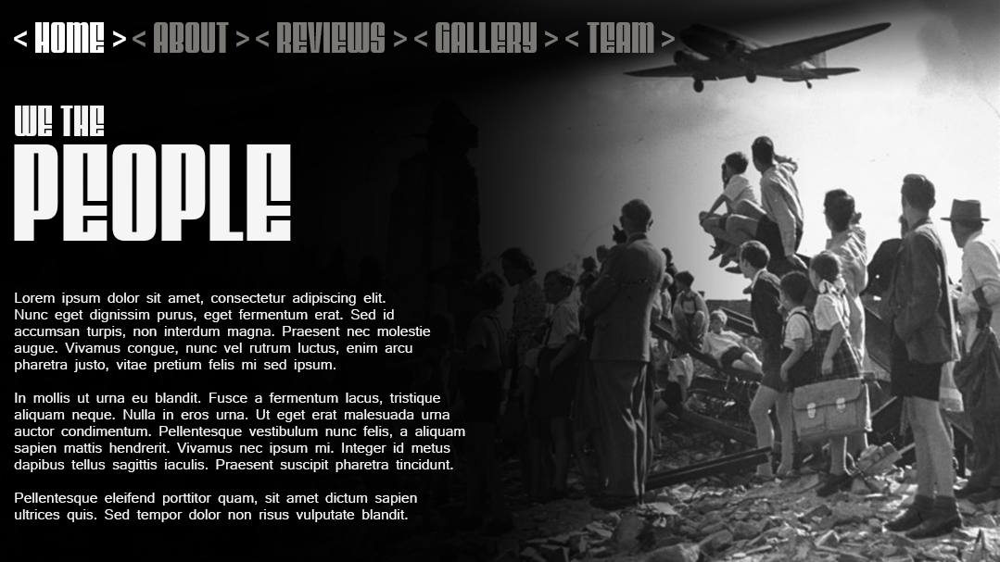 < HOME > < ABOUT > < REVIEWS > < GALLERY > < TEAM >
WE THE
PEOPLE
Lorem ipsum dolor sit amet, consectetur adipiscing elit.
Nunc eget dignissim purus, eget fermentum erat. Sed id
accumsan turpis, non interdum magna. Praesent nec molestie
augue. Vivamus congue, nunc vel rutrum luctus, enim arcu
pharetra justo, vitae pretium felis mi sed ipsum.
In mollis ut urna eu blandit. Fusce a fermentum lacus, tristique
aliquam neque. Nulla in eros urna. Ut eget erat malesuada urna
auctor condimentum. Pellentesque vestibulum nunc felis, a aliquam
sapien mattis hendrerit. Vivamus nec ipsum mi. Integer id metus
dapibus tellus sagittis iaculis. Praesent suscipit pharetra tincidunt.
Pellentesque eleifend porttitor quam, sit amet dictum sapien
ultrices quis. Sed tempor dolor non risus vulputate blandit.